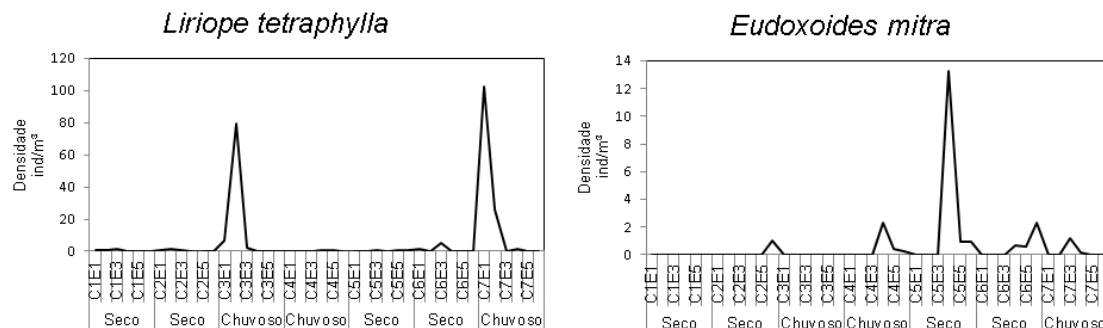 Liriope tetraphylla
Densidade
ind/m³
120
100
80
60
40
20
0
C1E1 C1E3 C1E5 C2E1 C2E3 C2E5 C3E1 C3E3 C3E5 C4E1 C4E3 C4E5 C5E1 C5E3 C5E5 C6E1 C6E3 C6E5 C7E1 C7E3 C7E5
Seco Seco Chuvoso Chuvoso Seco Seco Chuvoso
Eudoxoides mitra
Densidade
ind/m³
14
12
10
8
6
4
2
0
C1E1 C1E3 C1E5 C2E1 C2E3 C2E5 C3E1 C3E3 C3E5 C4E1 C4E3 C4E5 C5E1 C5E3 C5E5 C6E1 C6E3 C6E5 C7E1 C7E3 C7E5
Seco Seco Chuvoso Chuvoso Seco Seco Chuvoso